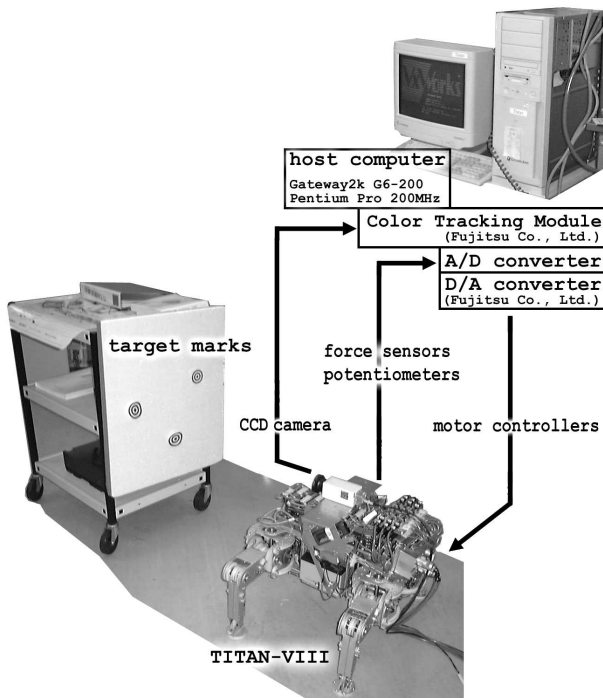 VxWorks
host computer
Gateway2k G6-200
Pentium Pro 200MHz
Color Tracking Module
(Fujitsu Co., Ltd.)
A/D converter
D/A converter
(Fujitsu Co., Ltd.)
target marks
force sensors
potentiometers
CCD camera
motor controllers
TITAN-VIII